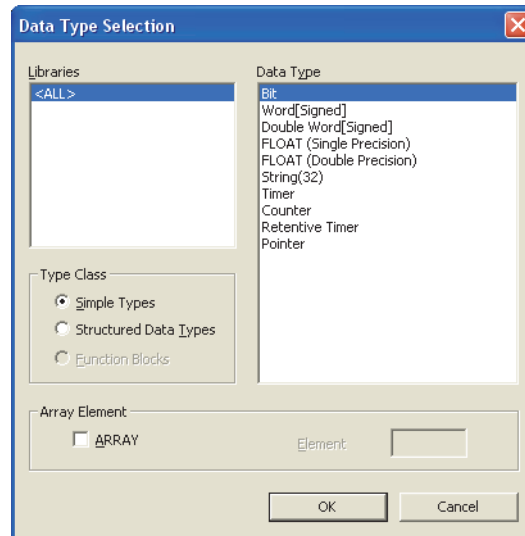 Data Type Selection
Libraries
<ALL>
Data Type
Bit
Word[Signed]
Double Word[Signed]
FLOAT (Single Precision)
FLOAT (Double Precision)
String(32)
Timer
Counter
Retentive Timer
Pointer
Type Class
Simple Types
Structured Data Types
Function Blocks
Array Element
ARRAY
Element
OK
Cancel